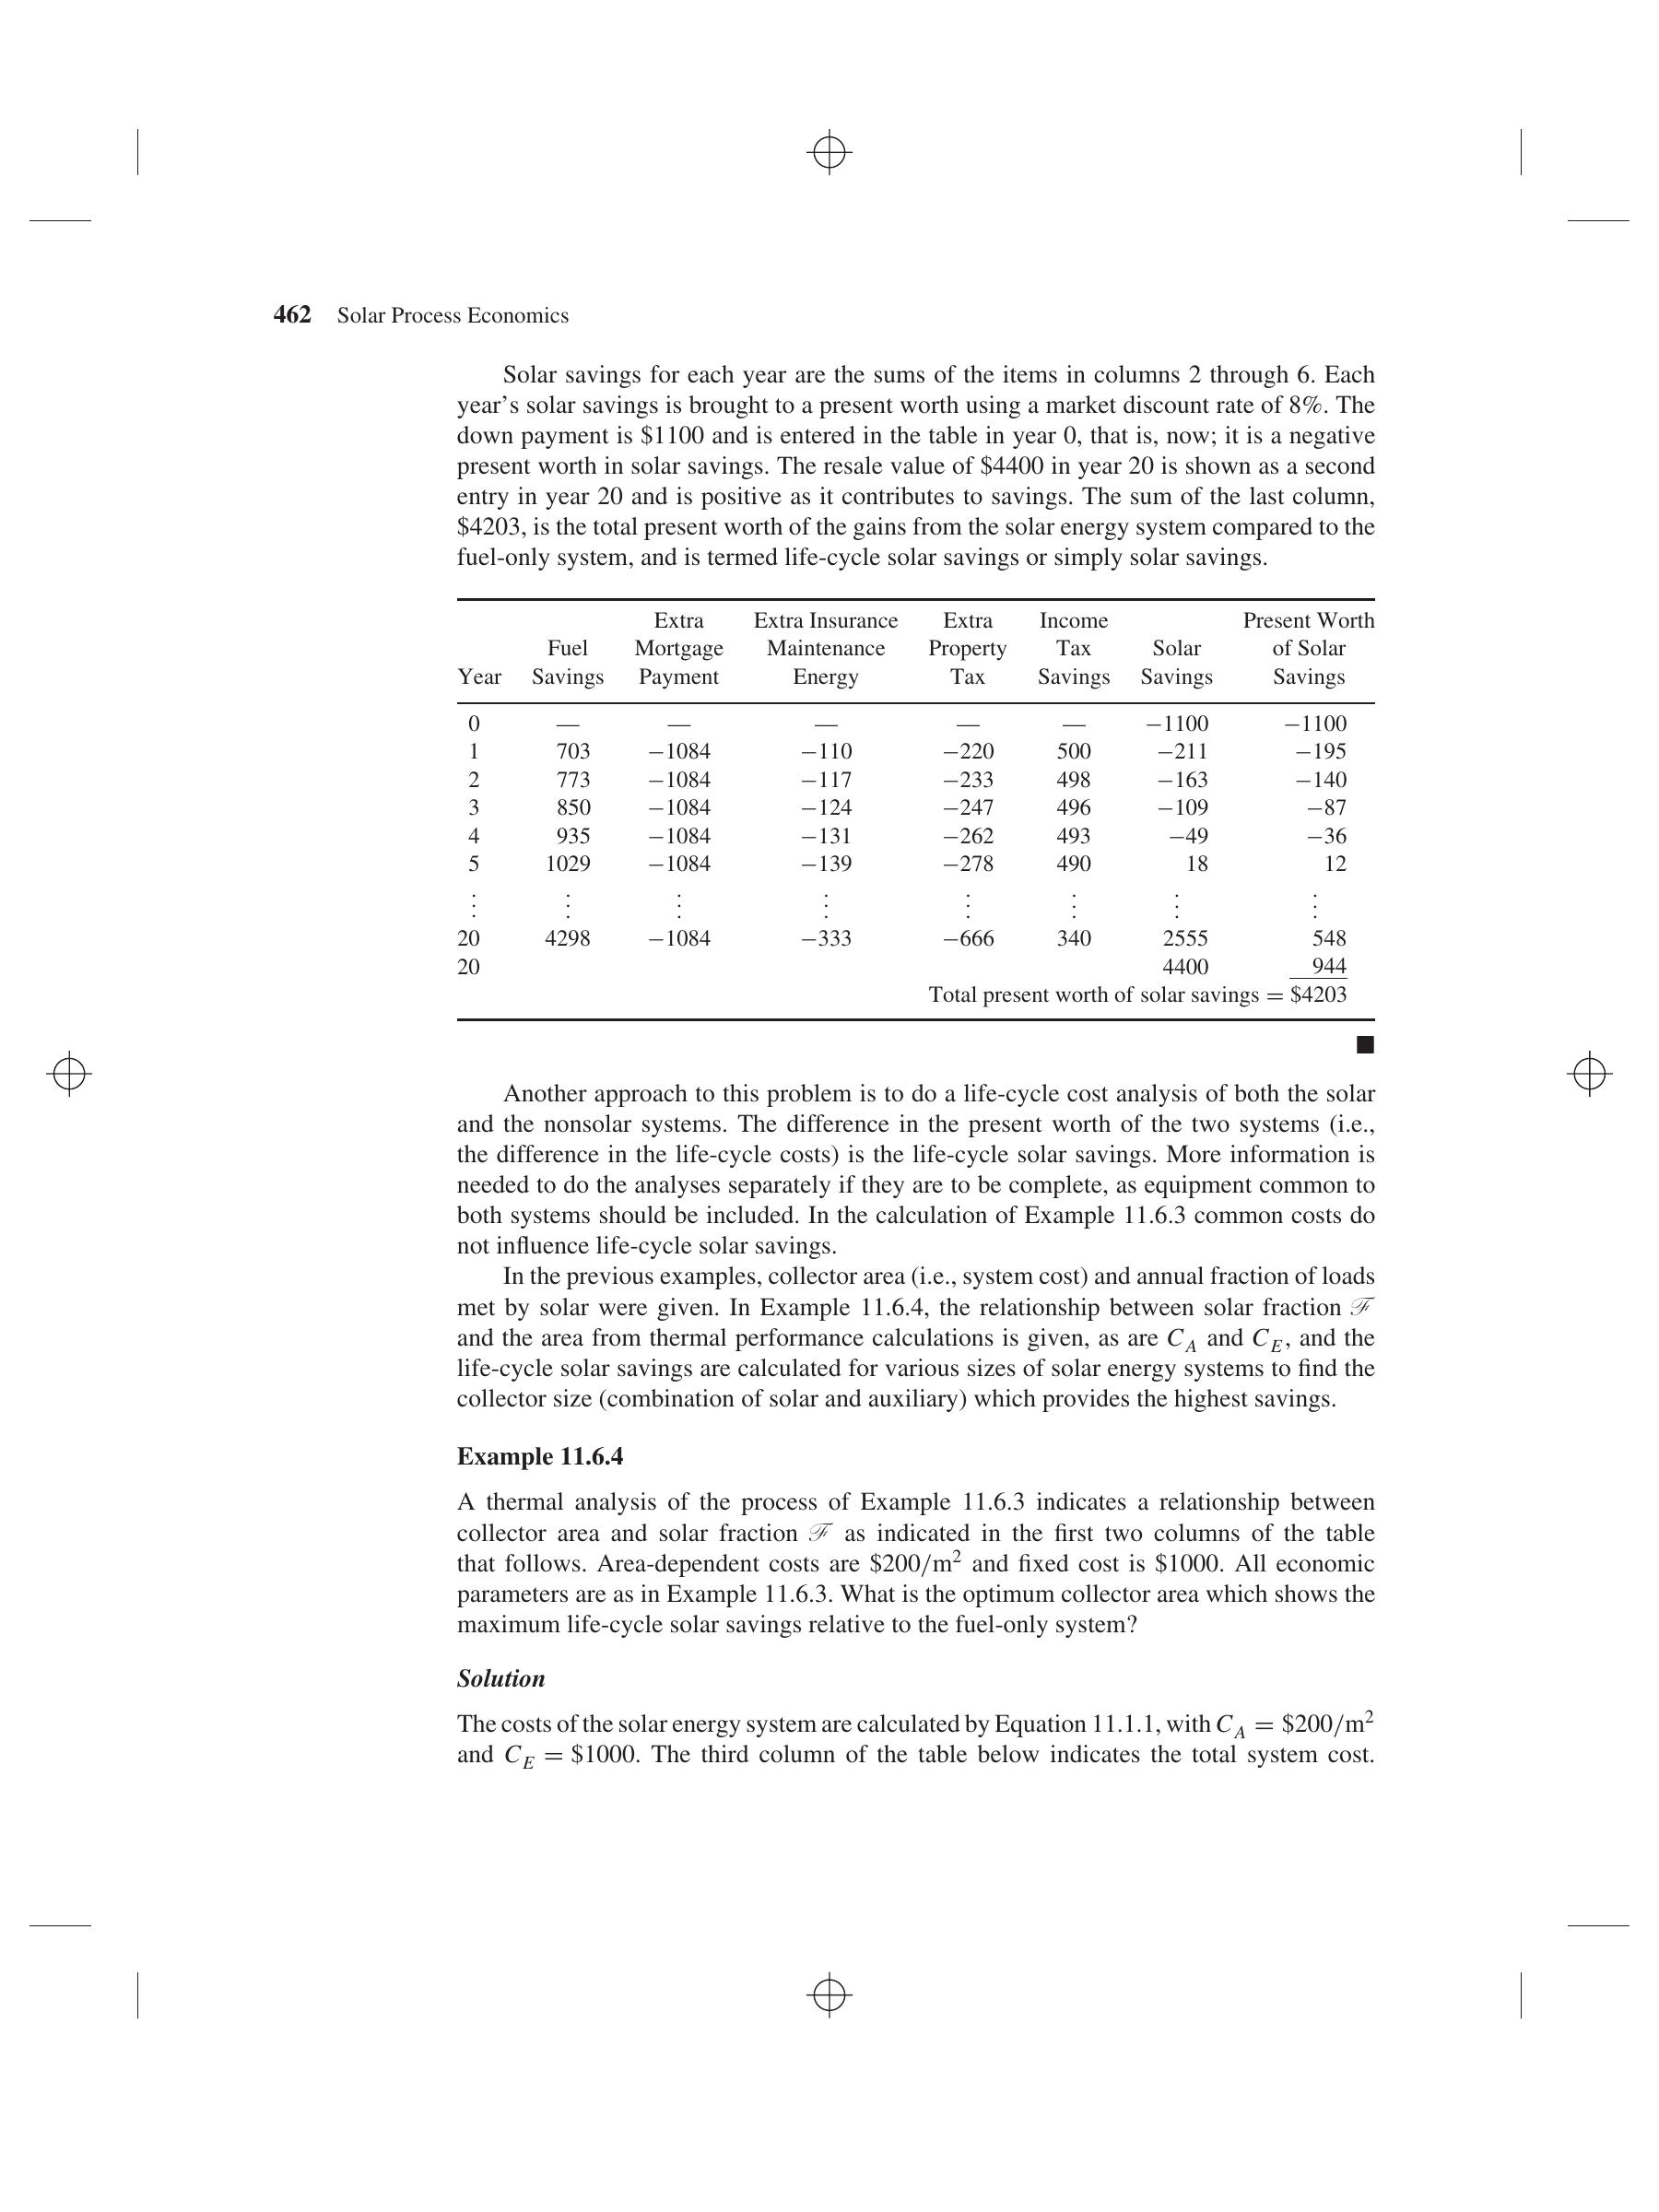 462 Solar Process Economics
Solar savings for each year are the sums of the items in columns 2 through 6. Each
year’s solar savings is brought to a present worth using a market discount rate of 8%. The
down payment is $1100 and is entered in the table in year 0, that is, now; it is a negative
present worth in solar savings. The resale value of $4400 in year 20 is shown as a second
entry in year 20 and is positive as it contributes to savings. The sum of the last column,
$4203, is the total present worth of the gains from the solar energy system compared to the
fuel-only system, and is termed life-cycle solar savings or simply solar savings.
Extra Extra Insurance Extra Income Present Worth
Fuel Mortgage Maintenance Property Tax Solar of Solar
Year Savings Payment Energy Tax Savings Savings Savings
0 — — — — — −1100 −1100
1 703 −1084 −110 −220 500 −211 −195
2 773 −1084 −117 −233 498 −163 −140
3 850 −1084 −124 −247 496 −109 −87
4 935 −1084 −131 −262 493 −49 −36
5 1029 −1084 −139 −278 490 18 12
⋮ ⋮ ⋮ ⋮ ⋮ ⋮ ⋮ ⋮
20 4298 −1084 −333 −666 340 2555 548
20 4400 944
Total present worth of solar savings = $4203
Another approach to this problem is to do a life-cycle cost analysis of both the solar
and the nonsolar systems. The difference in the present worth of the two systems (i.e.,
the difference in the life-cycle costs) is the life-cycle solar savings. More information is
needed to do the analyses separately if they are to be complete, as equipment common to
both systems should be included. In the calculation of Example 11.6.3 common costs do
not influence life-cycle solar savings.
In the previous examples, collector area (i.e., system cost) and annual fraction of loads
met by solar were given. In Example 11.6.4, the relationship between solar fraction ℱ
and the area from thermal performance calculations is given, as are C_A and C_E, and the
life-cycle solar savings are calculated for various sizes of solar energy systems to find the
collector size (combination of solar and auxiliary) which provides the highest savings.
Example 11.6.4
A thermal analysis of the process of Example 11.6.3 indicates a relationship between
collector area and solar fraction ℱ as indicated in the first two columns of the table
that follows. Area-dependent costs are $200/m² and fixed cost is $1000. All economic
parameters are as in Example 11.6.3. What is the optimum collector area which shows the
maximum life-cycle solar savings relative to the fuel-only system?
Solution
The costs of the solar energy system are calculated by Equation 11.1.1, with C_A = $200/m²
and C_E = $1000. The third column of the table below indicates the total system cost.